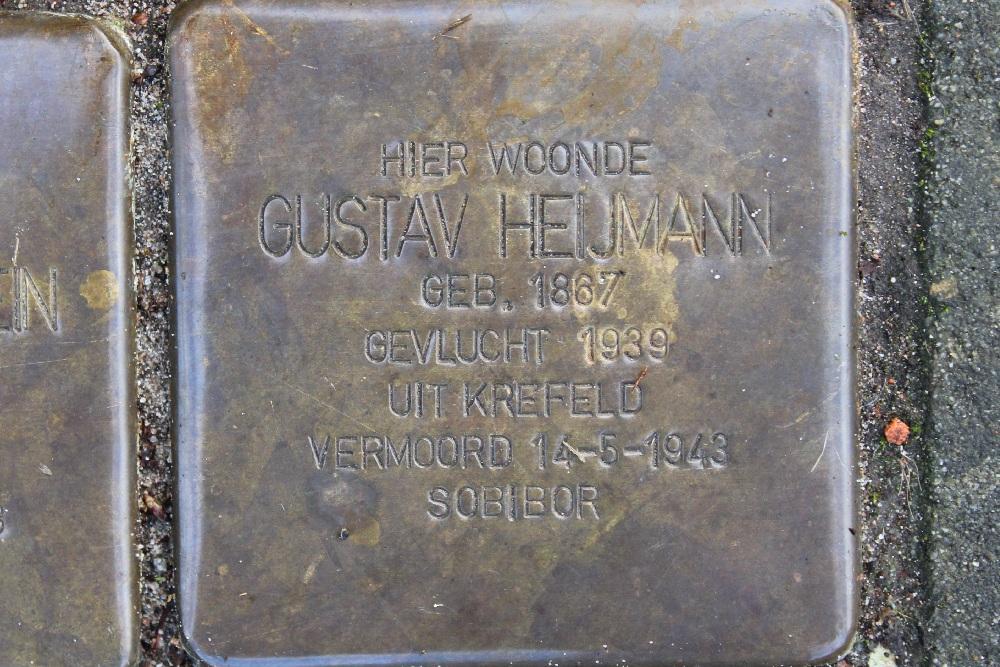 HIER WOONDE
GUSTAV HEIJMANN
GEB. 1867
GEVLUCHT 1939
UIT KREFELD
VERMOORD 14-5-1943
SOBIBOR